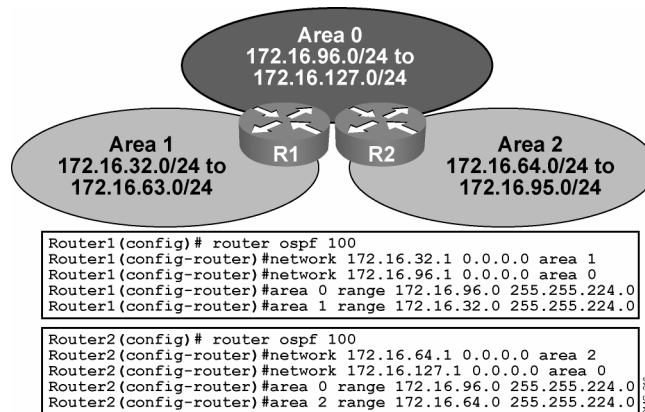 Area 0
172.16.96.0/24 to
172.16.127.0/24
Area 1
172.16.32.0/24 to
172.16.63.0/24
R1
R2
Area 2
172.16.64.0/24 to
172.16.95.0/24
Router1(config)# router ospf 100
Router1(config-router)#network 172.16.32.1 0.0.0.0 area 1
Router1(config-router)#network 172.16.96.1 0.0.0.0 area 0
Router1(config-router)#area 0 range 172.16.96.0 255.255.224.0
Router1(config-router)#area 1 range 172.16.32.0 255.255.224.0
Router2(config)# router ospf 100
Router2(config-router)#network 172.16.64.1 0.0.0.0 area 2
Router2(config-router)#network 172.16.127.1 0.0.0.0 area 0
Router2(config-router)#area 0 range 172.16.96.0 255.255.224.0
Router2(config-router)#area 2 range 172.16.64.0 255.255.224.0